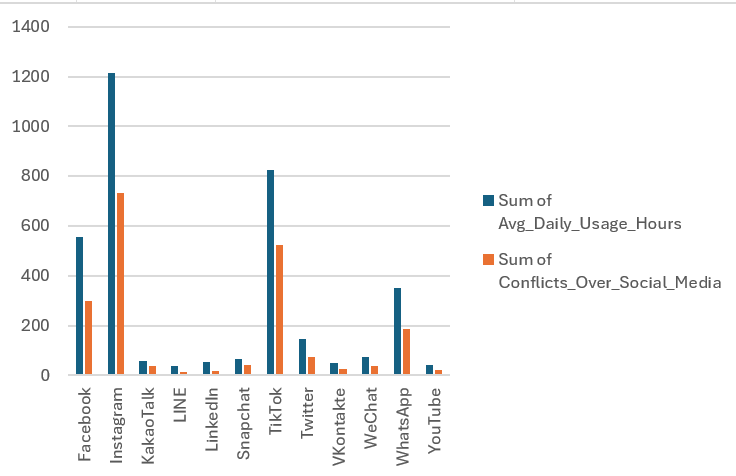 1400
1200
1000
800
600
400
200
0
Facebook
Instagram
KakaoTalk
LINE
LinkedIn
Snapchat
TikTok
Twitter
VKontakte
WeChat
WhatsApp
YouTube
Sum of
Avg_Daily_Usage_Hours
Sum of
Conflicts_Over_Social_Media